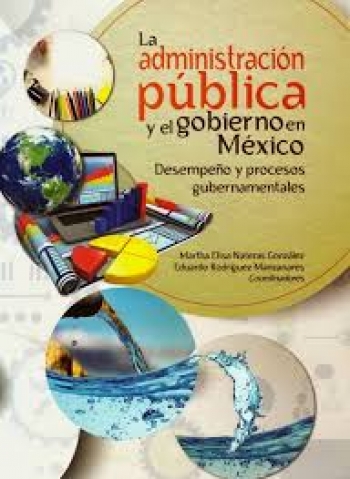 La
administración
pública
y el gobierno en
México
Desempeño y procesos
gubernamentales
Martha Elisa Nateras González
Eduardo Rodríguez Manzanares
Coordinadores